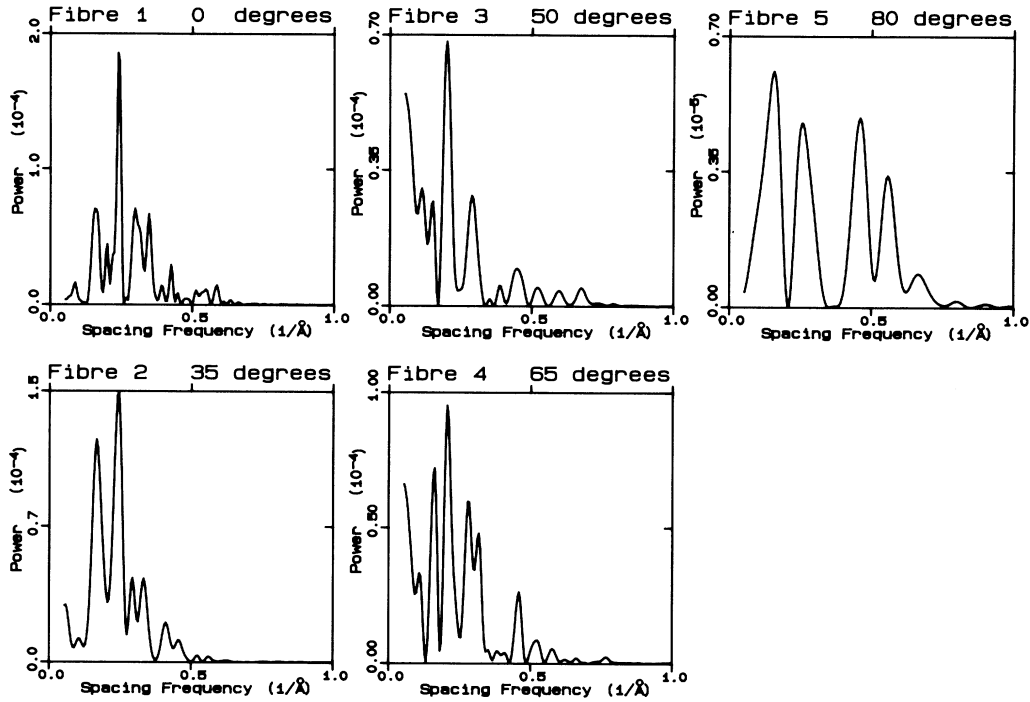 Fibre 1 0 degrees
2.0
1.0
0.0
Power (10⁻⁴)
0.0 0.5 1.0
Spacing Frequency (1/Å)
Fibre 3 50 degrees
0.70
0.35
0.00
Power (10⁻⁴)
0.0 0.5 1.0
Spacing Frequency (1/Å)
Fibre 5 80 degrees
0.70
0.35
0.00
Power (10⁻⁵)
0.0 0.5 1.0
Spacing Frequency (1/Å)
Fibre 2 35 degrees
1.5
0.7
0.0
Power (10⁻⁴)
0.0 0.5 1.0
Spacing Frequency (1/Å)
Fibre 4 65 degrees
1.00
0.50
0.00
Power (10⁻⁴)
0.0 0.5 1.0
Spacing Frequency (1/Å)